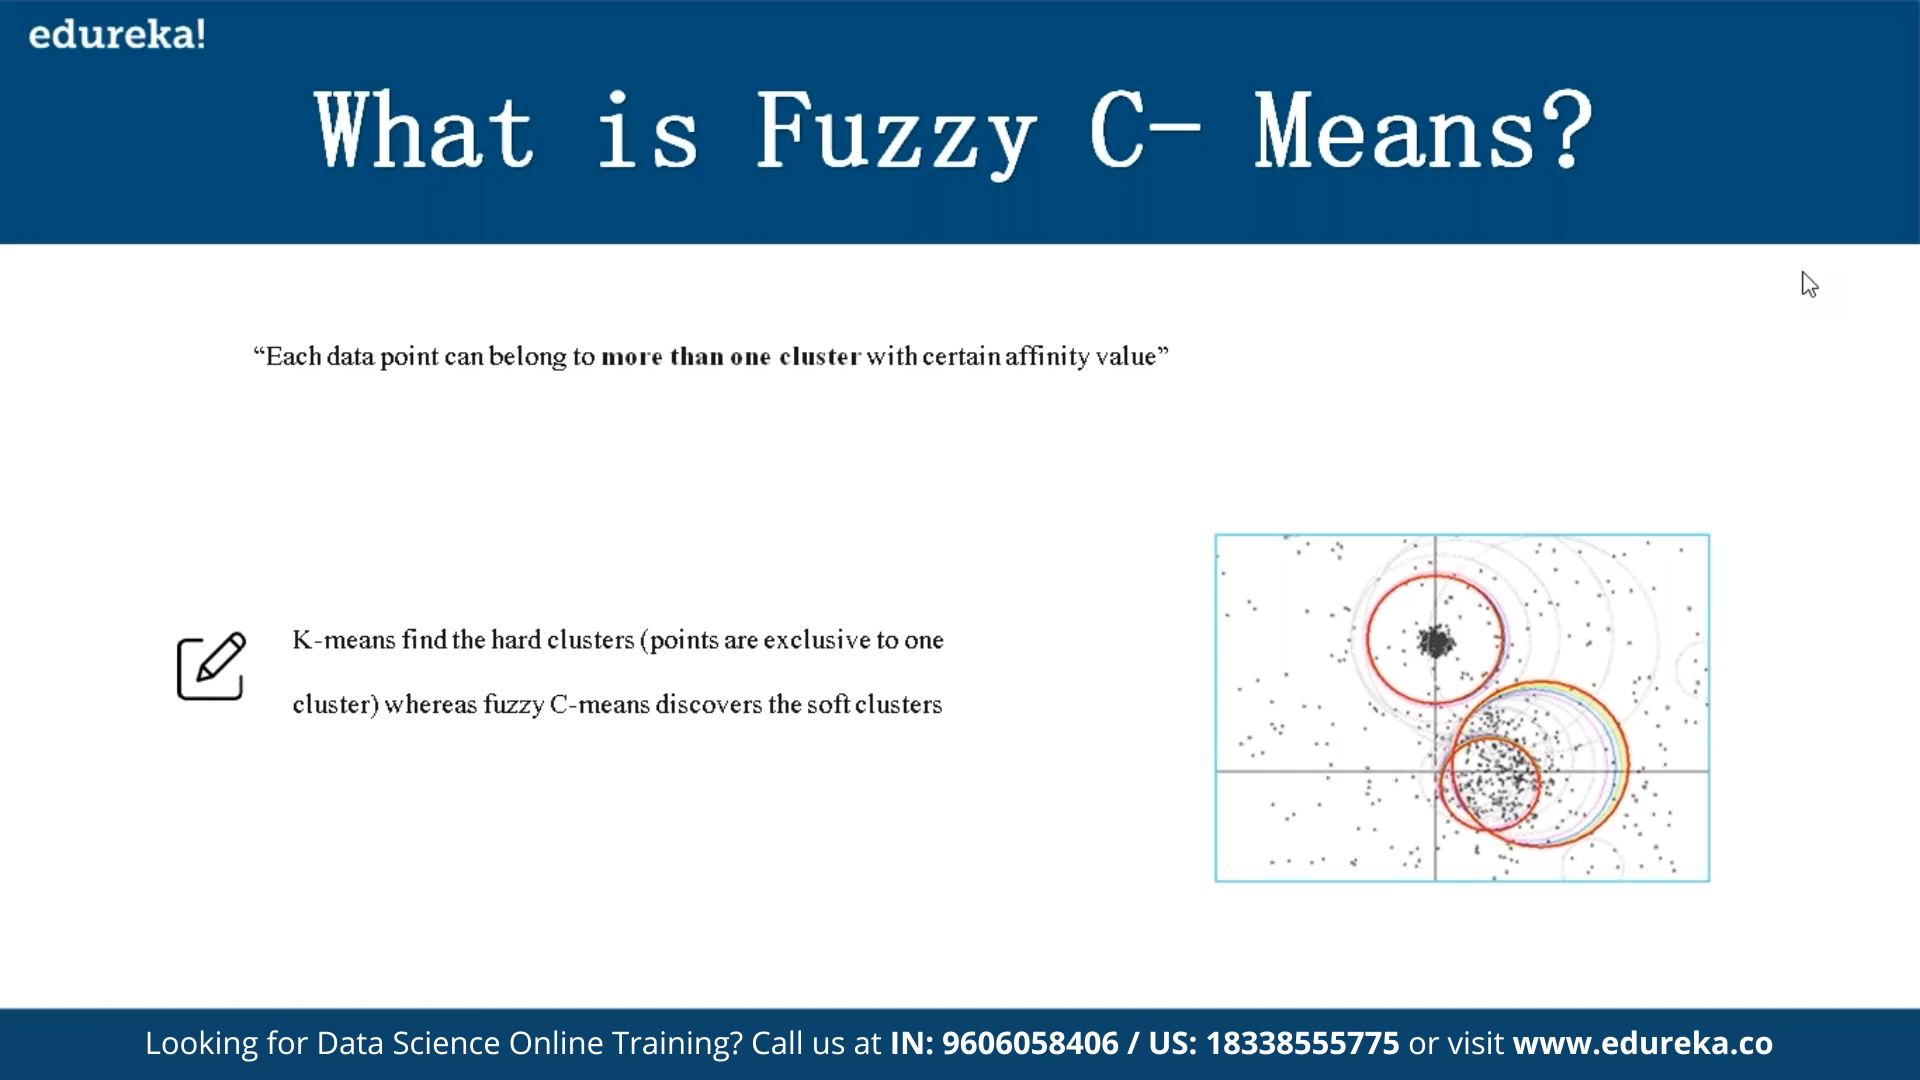 edureka!
What is Fuzzy C- Means?
“Each data point can belong to more than one cluster with certain affinity value”
K-means find the hard clusters (points are exclusive to one
cluster) whereas fuzzy C-means discovers the soft clusters
Looking for Data Science Online Training? Call us at IN: 9606058406 / US: 18338555775 or visit www.edureka.co